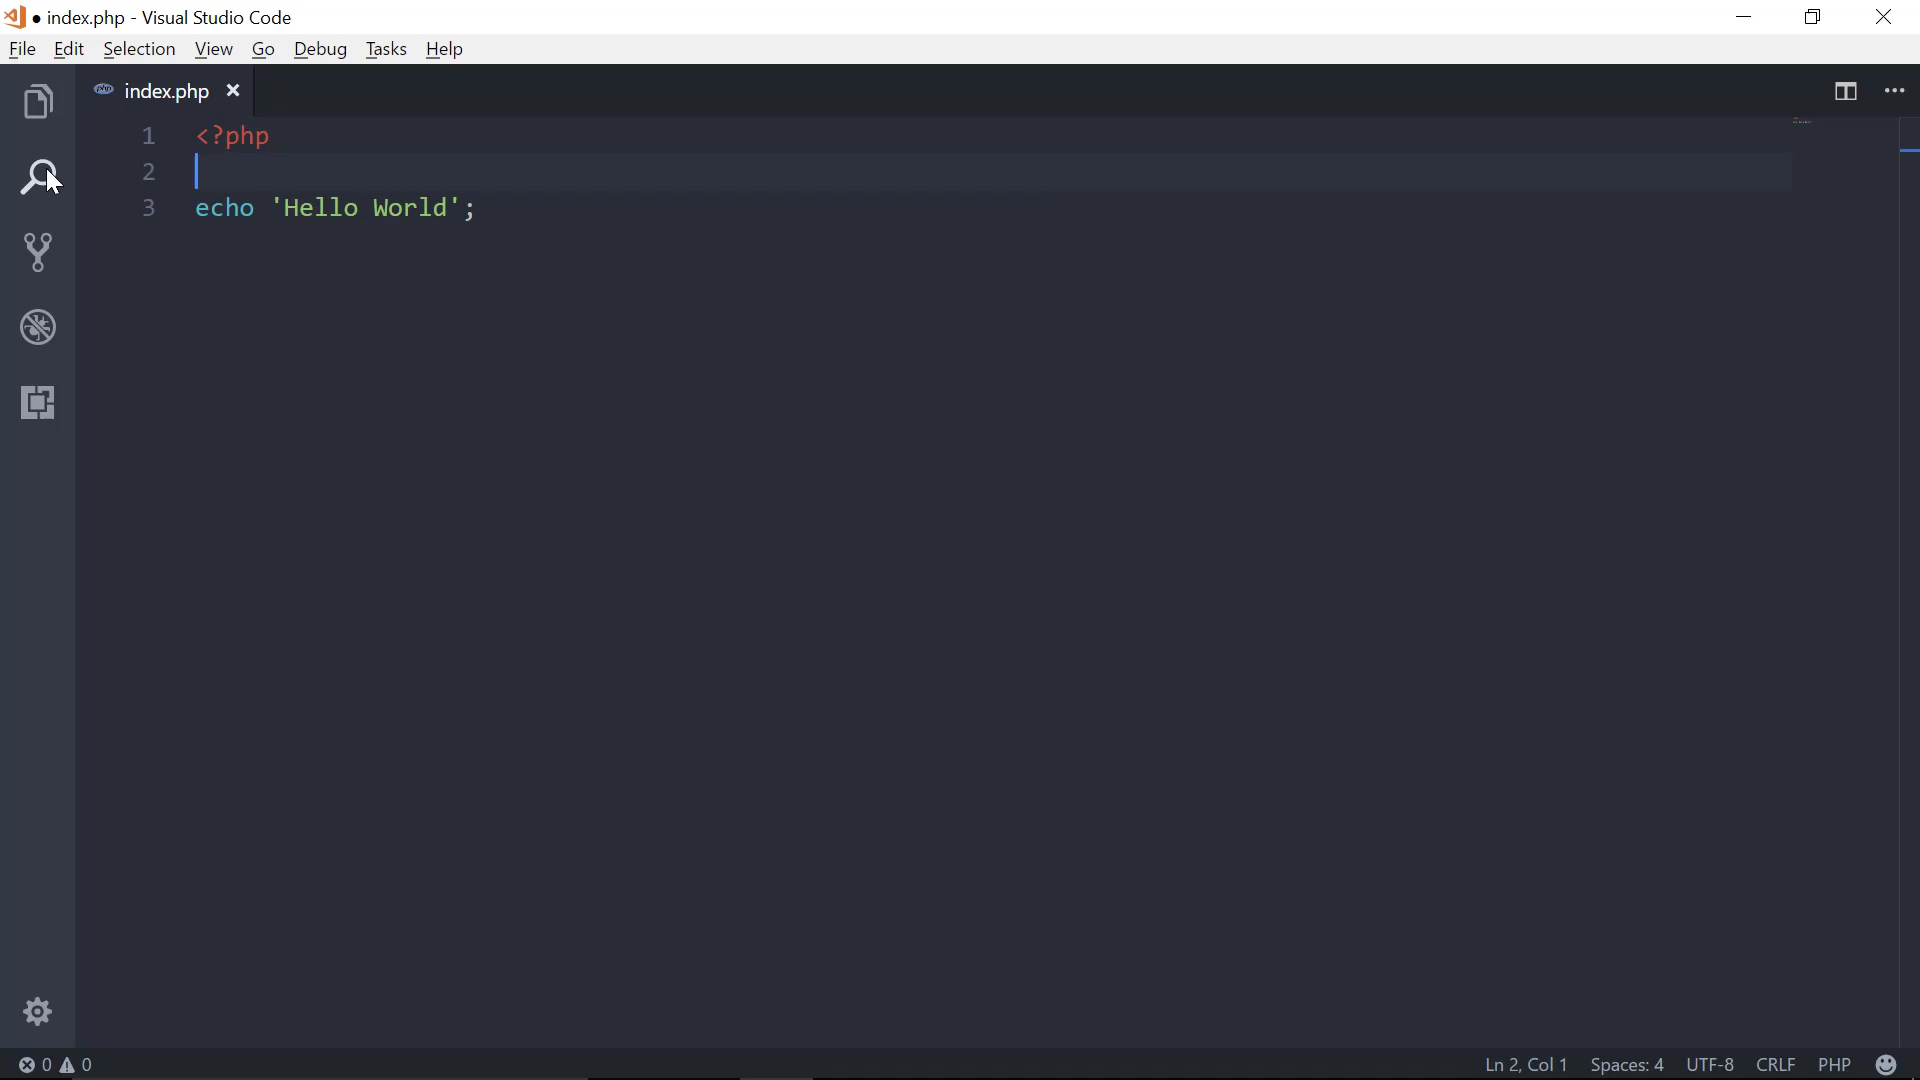 ● index.php - Visual Studio Code
File Edit Selection View Go Debug Tasks Help
php index.php
1 <?php
2
3 echo 'Hello World';
0 0 Ln 2, Col 1 Spaces: 4 UTF-8 CRLF PHP